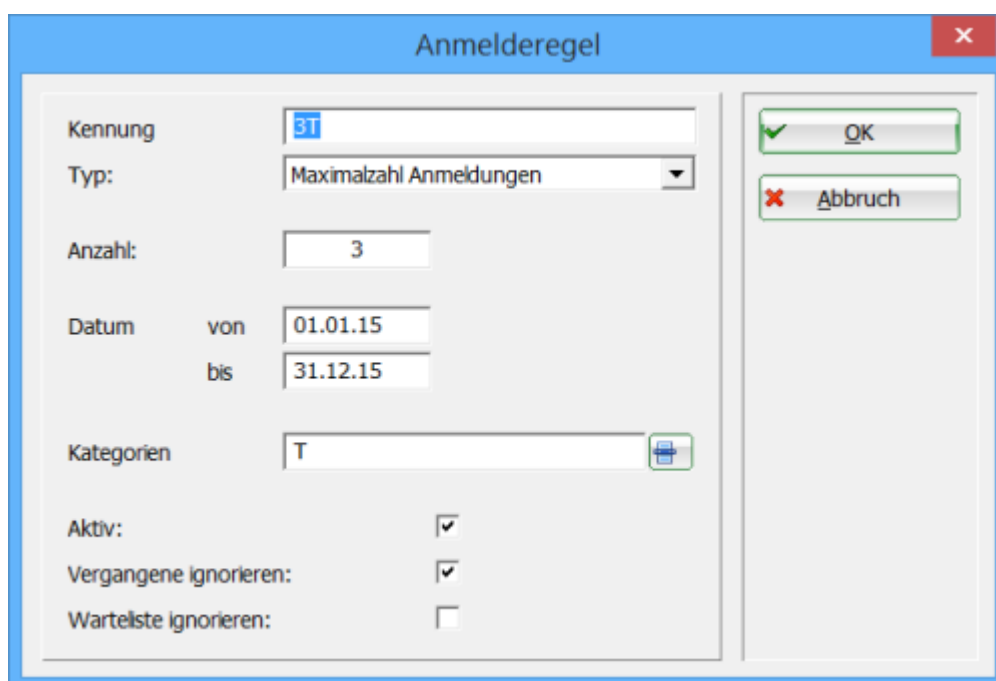 Anmelderegel
Kennung 3T
Typ: Maximalzahl Anmeldungen
Anzahl: 3
Datum von 01.01.15
bis 31.12.15
Kategorien T
Aktiv:
Vergangene ignorieren:
Warteliste ignorieren:
OK
Abbruch